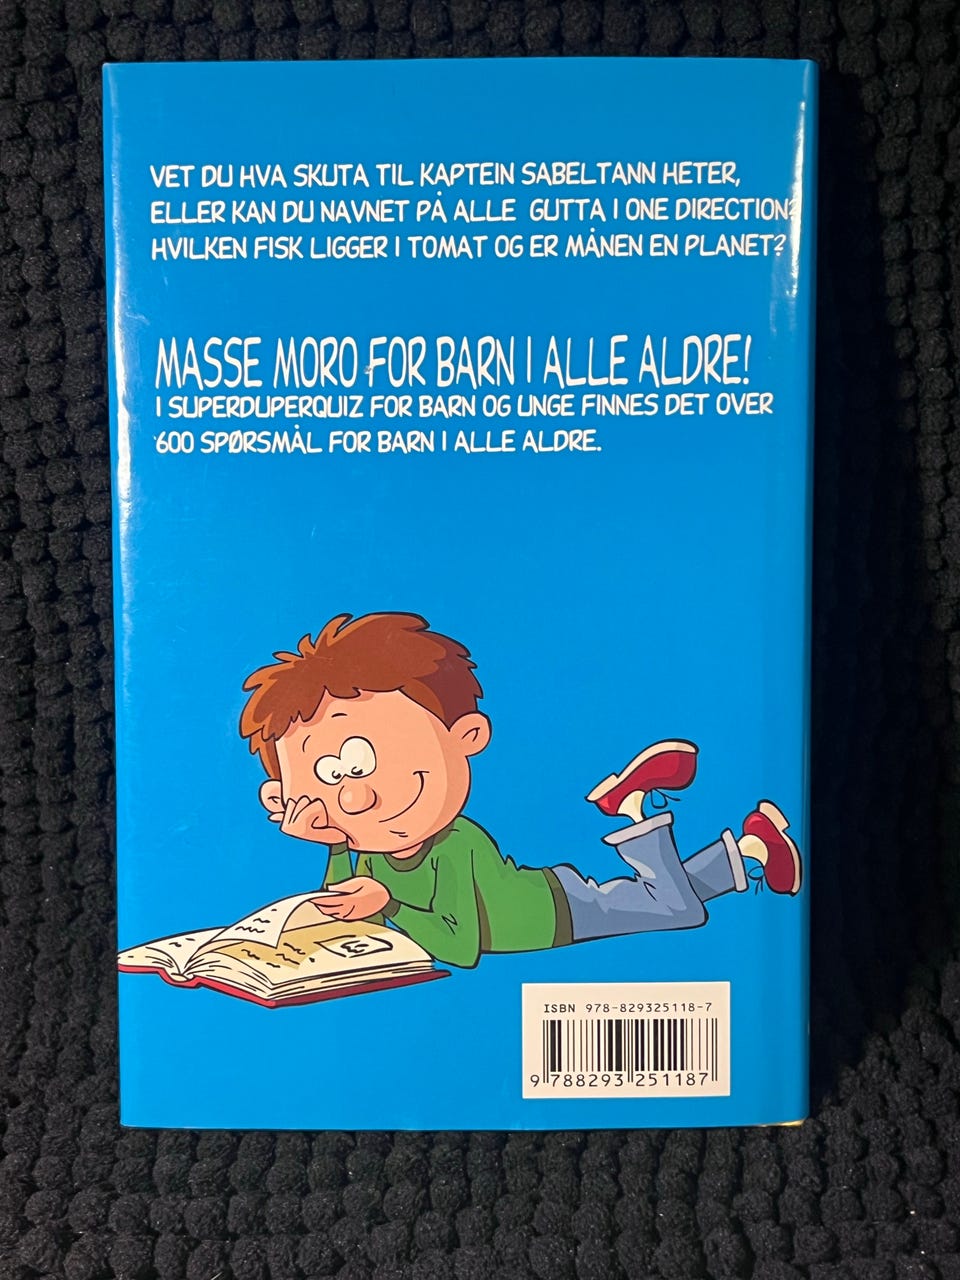 VET DU HVA SKUTA TIL KAPTEIN SABELTANN HETER,
ELLER KAN DU NAVNET PÅ ALLE GUTTA I ONE DIRECTION?
HVILKEN FISK LIGGER I TOMAT OG ER MÅNEN EN PLANET?
MASSE MORO FOR BARN I ALLE ALDRE!
I SUPERDUPERQUIZ FOR BARN OG UNGE FINNES DET OVER
600 SPØRSMÅL FOR BARN I ALLE ALDRE.
ISBN 978-829325118-7
9 788293 251187